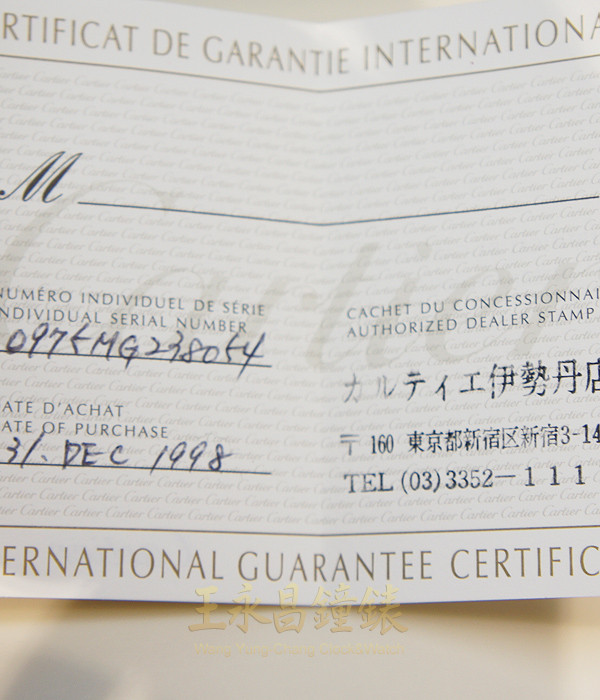 RTIFICAT DE GARANTIE INTERNATIONA
M
NUMÉRO INDIVIDUEL DE SÉRIE
INDIVIDUAL SERIAL NUMBER
CACHET DU CONCESSIONNAI
AUTHORIZED DEALER STAMP
カルティエ伊勢丹店
ATE D'ACHAT
ATE OF PURCHASE
31. DEC 1998
〒 160 東京都新宿区新宿3-14
TEL (03) 3352-111
ERNATIONAL GUARANTEE CERTIFIC
王永昌鐘錶